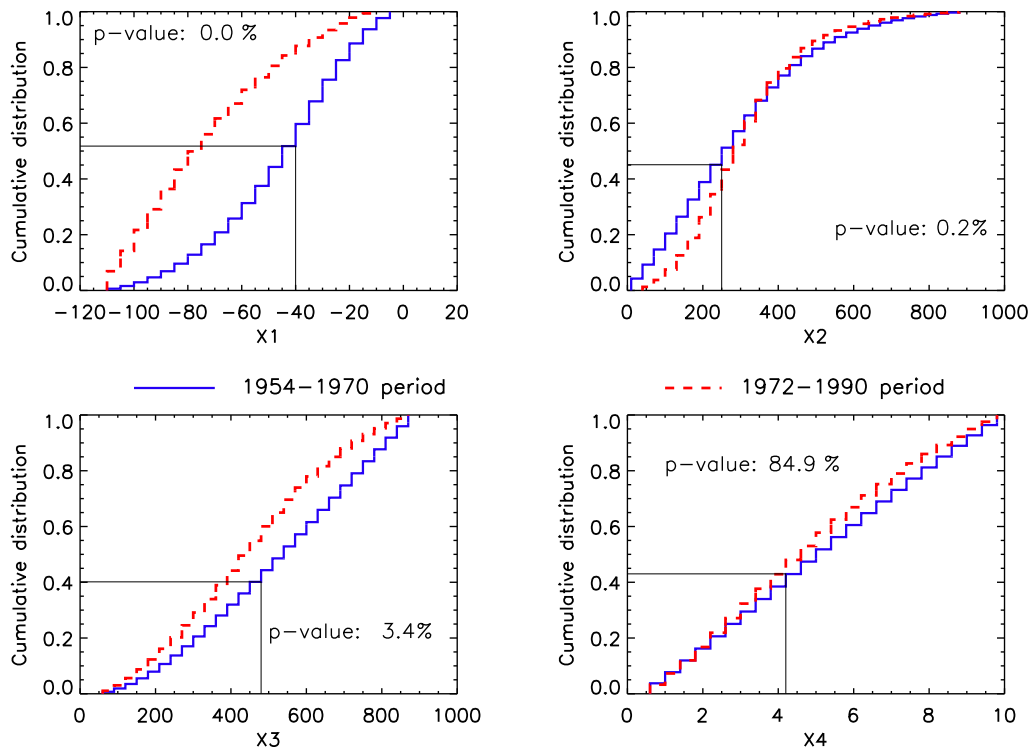 p-value: 0.0 %
Cumulative distribution
1.0
0.8
0.6
0.4
0.2
0.0
-120 -100 -80 -60 -40 -20 0 20
X1
p-value: 0.2%
Cumulative distribution
1.0
0.8
0.6
0.4
0.2
0.0
0 200 400 600 800 1000
X2
1954-1970 period
1972-1990 period
p-value: 3.4%
Cumulative distribution
1.0
0.8
0.6
0.4
0.2
0.0
0 200 400 600 800 1000
X3
p-value: 84.9 %
Cumulative distribution
1.0
0.8
0.6
0.4
0.2
0.0
0 2 4 6 8 10
X4